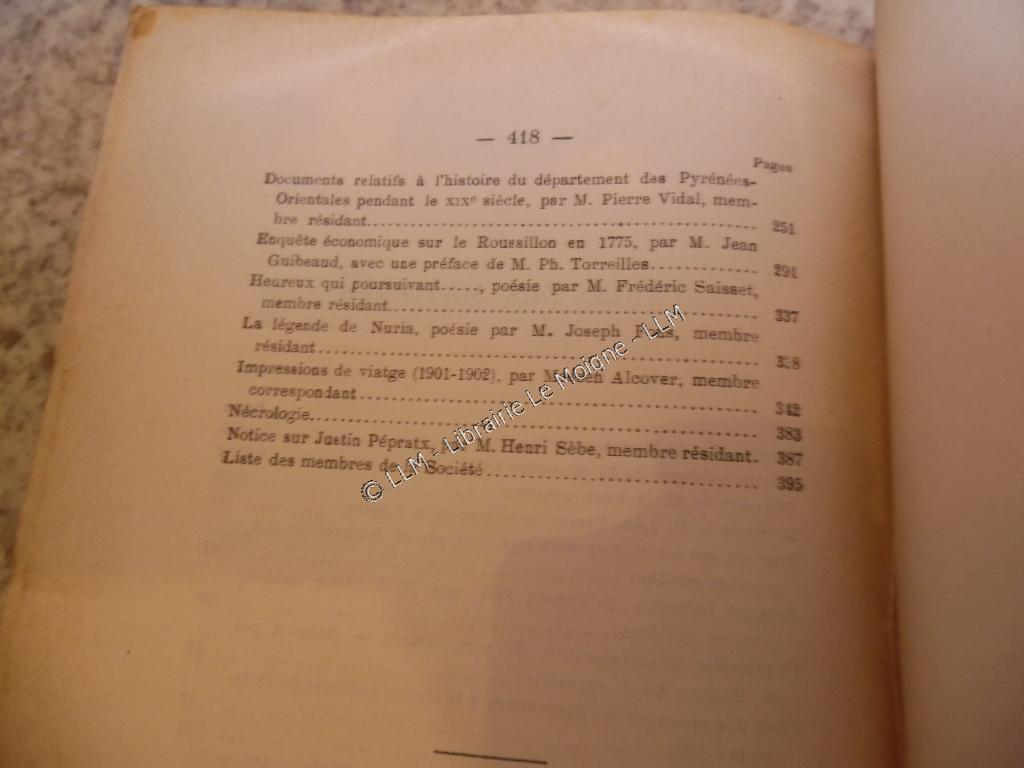 — 418 —
Pages
Documents relatifs à l'histoire du département des Pyrénées-
Orientales pendant le XIXe siècle, par M. Pierre Vidal, mem-
bre résidant........................................ 251
Enquête économique sur le Roussillon en 1775, par M. Jean
Guibeaud, avec une préface de M. Ph. Torreilles............. 291
Heureux qui poursuivant....., poésie par M. Frédéric Saisset,
membre résidant........................................ 337
La légende de Nuria, poésie par M. Joseph membre
résidant........................................ 338
Impressions de viatge (1901-1902), par Alcover, membre
correspondant........................................ 342
Nécrologie........................................ 383
Notice sur Justin Pépratx, M. Henri Sèbe, membre résidant. 387
Liste des membres de Société........................ 395
© LLM - Librairie Le Moigne - LLM